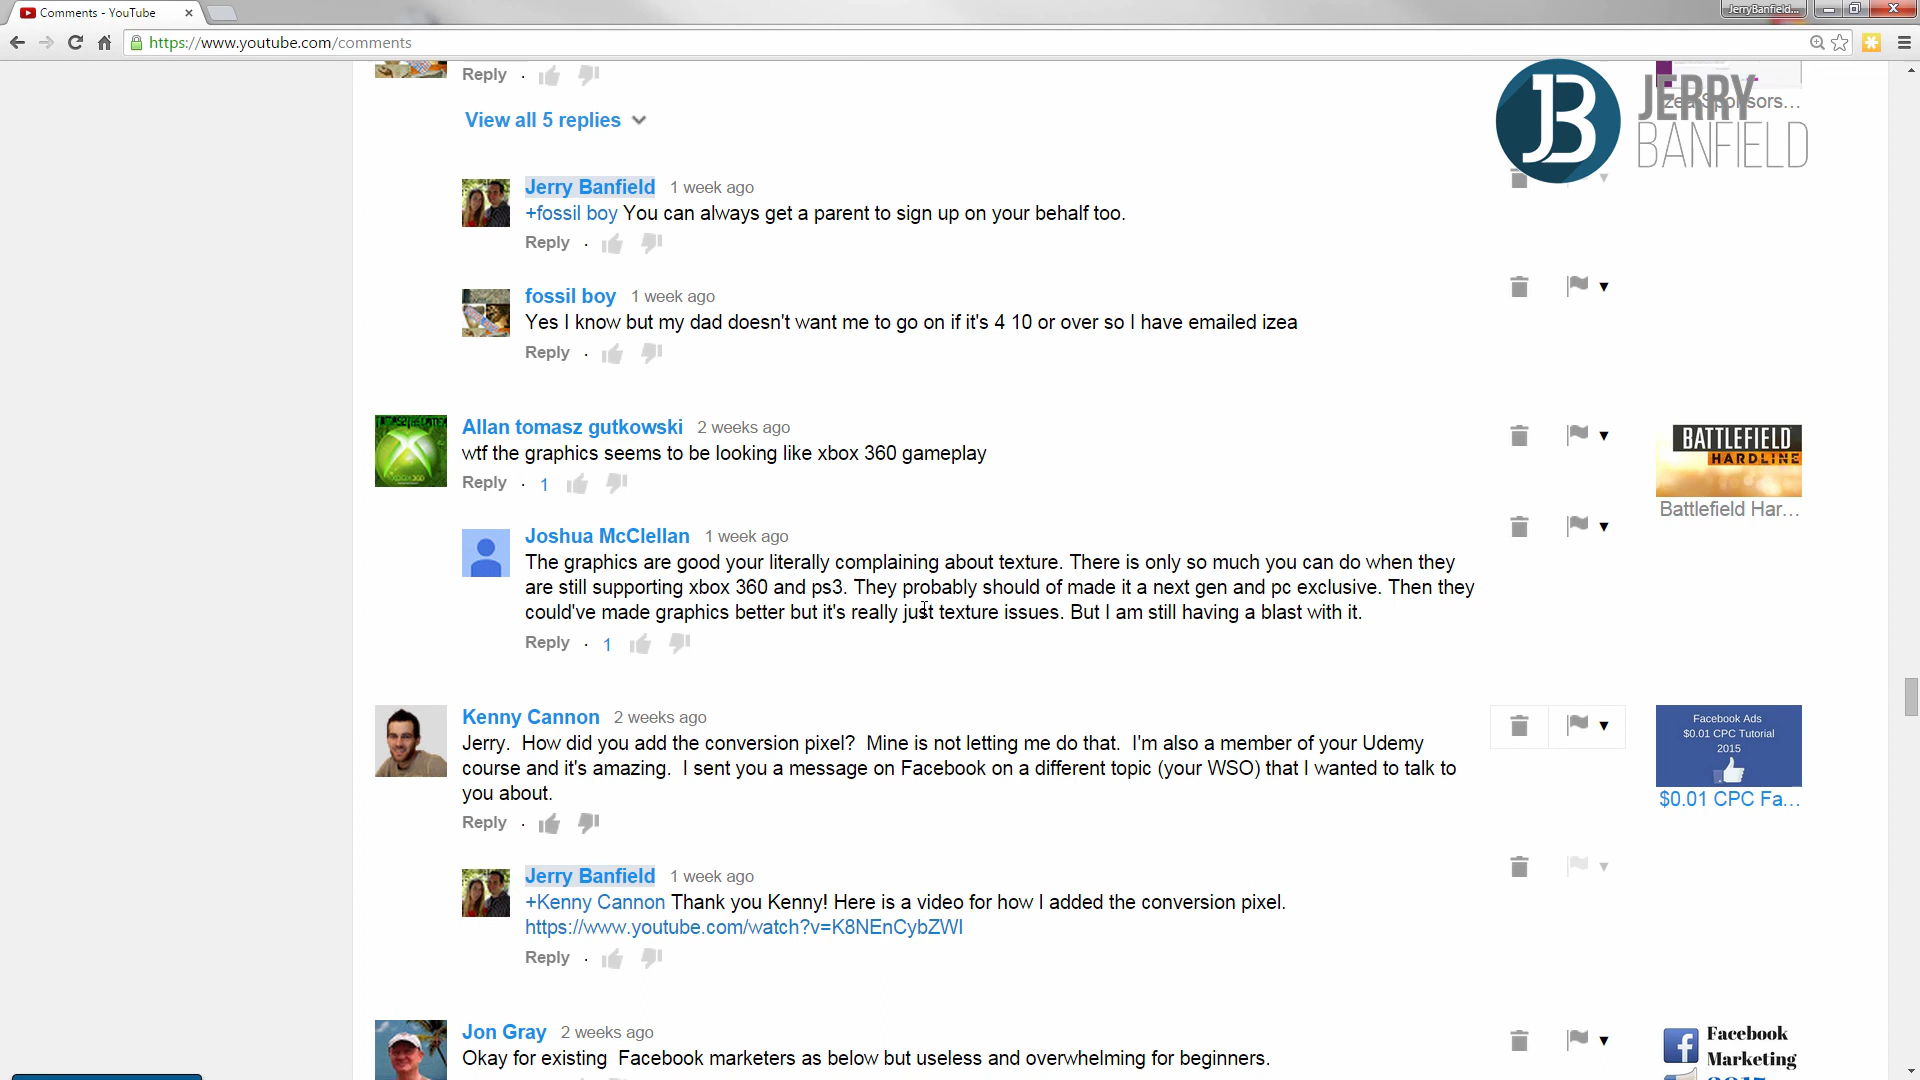 Comments - YouTube
JerryBanfield...
https://www.youtube.com/comments
Reply
View all 5 replies
JB JERRY
BANFIELD
Jerry Banfield 1 week ago
+fossil boy You can always get a parent to sign up on your behalf too.
Reply
fossil boy 1 week ago
Yes I know but my dad doesn't want me to go on if it's 4 10 or over so I have emailed izea
Reply
Allan tomasz gutkowski 2 weeks ago
wtf the graphics seems to be looking like xbox 360 gameplay
Reply · 1
BATTLEFIELD
HARDLINE
Battlefield Har...
Joshua McClellan 1 week ago
The graphics are good your literally complaining about texture. There is only so much you can do when they
are still supporting xbox 360 and ps3. They probably should of made it a next gen and pc exclusive. Then they
could've made graphics better but it's really just texture issues. But I am still having a blast with it.
Reply · 1
Kenny Cannon 2 weeks ago
Jerry. How did you add the conversion pixel? Mine is not letting me do that. I'm also a member of your Udemy
course and it's amazing. I sent you a message on Facebook on a different topic (your WSO) that I wanted to talk to
you about.
Reply
Facebook Ads
$0.01 CPC Tutorial
2015
$0.01 CPC Fa...
Jerry Banfield 1 week ago
+Kenny Cannon Thank you Kenny! Here is a video for how I added the conversion pixel.
https://www.youtube.com/watch?v=K8NEnCybZWI
Reply
Jon Gray 2 weeks ago
Okay for existing Facebook marketers as below but useless and overwhelming for beginners.
Facebook
Marketing